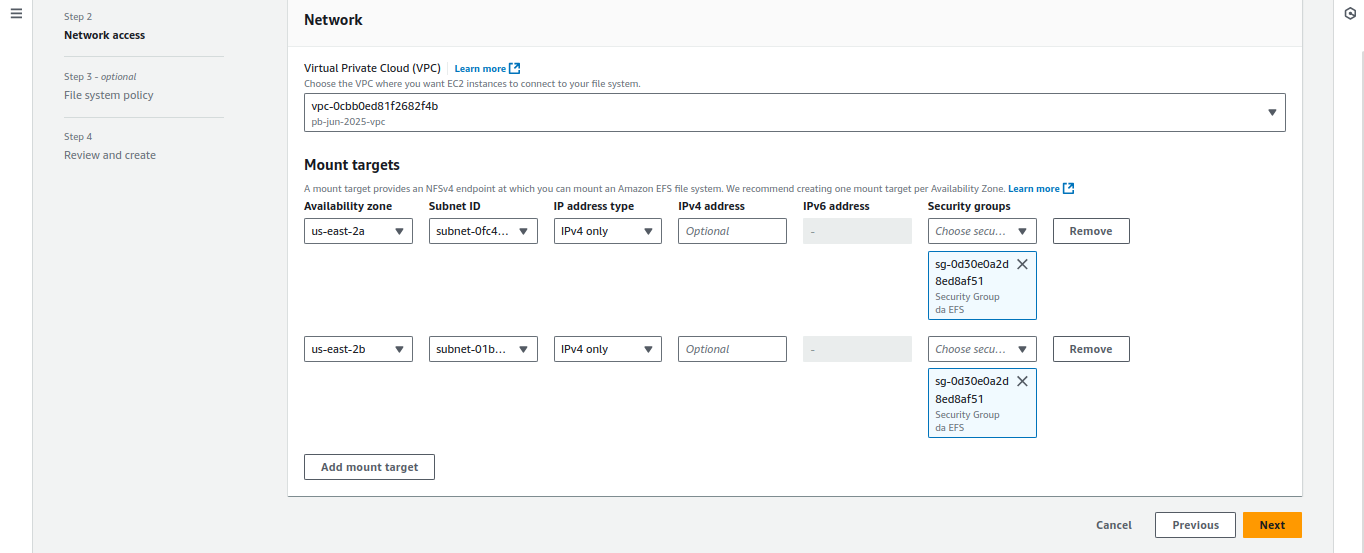 Step 2
Network access
Step 3 - optional
File system policy
Step 4
Review and create
Network
Virtual Private Cloud (VPC) Learn more
Choose the VPC where you want EC2 instances to connect to your file system.
vpc-0cbb0ed81f2682f4b
pb-jun-2025-vpc
Mount targets
A mount target provides an NFSv4 endpoint at which you can mount an Amazon EFS file system. We recommend creating one mount target per Availability Zone. Learn more
Availability zone Subnet ID IP address type IPv4 address IPv6 address Security groups
us-east-2a subnet-0fc4... IPv4 only Optional - Choose secu... Remove
sg-0d30e0a2d
8ed8af51
Security Group
da EFS
us-east-2b subnet-01b... IPv4 only Optional - Choose secu... Remove
sg-0d30e0a2d
8ed8af51
Security Group
da EFS
Add mount target
Cancel Previous Next